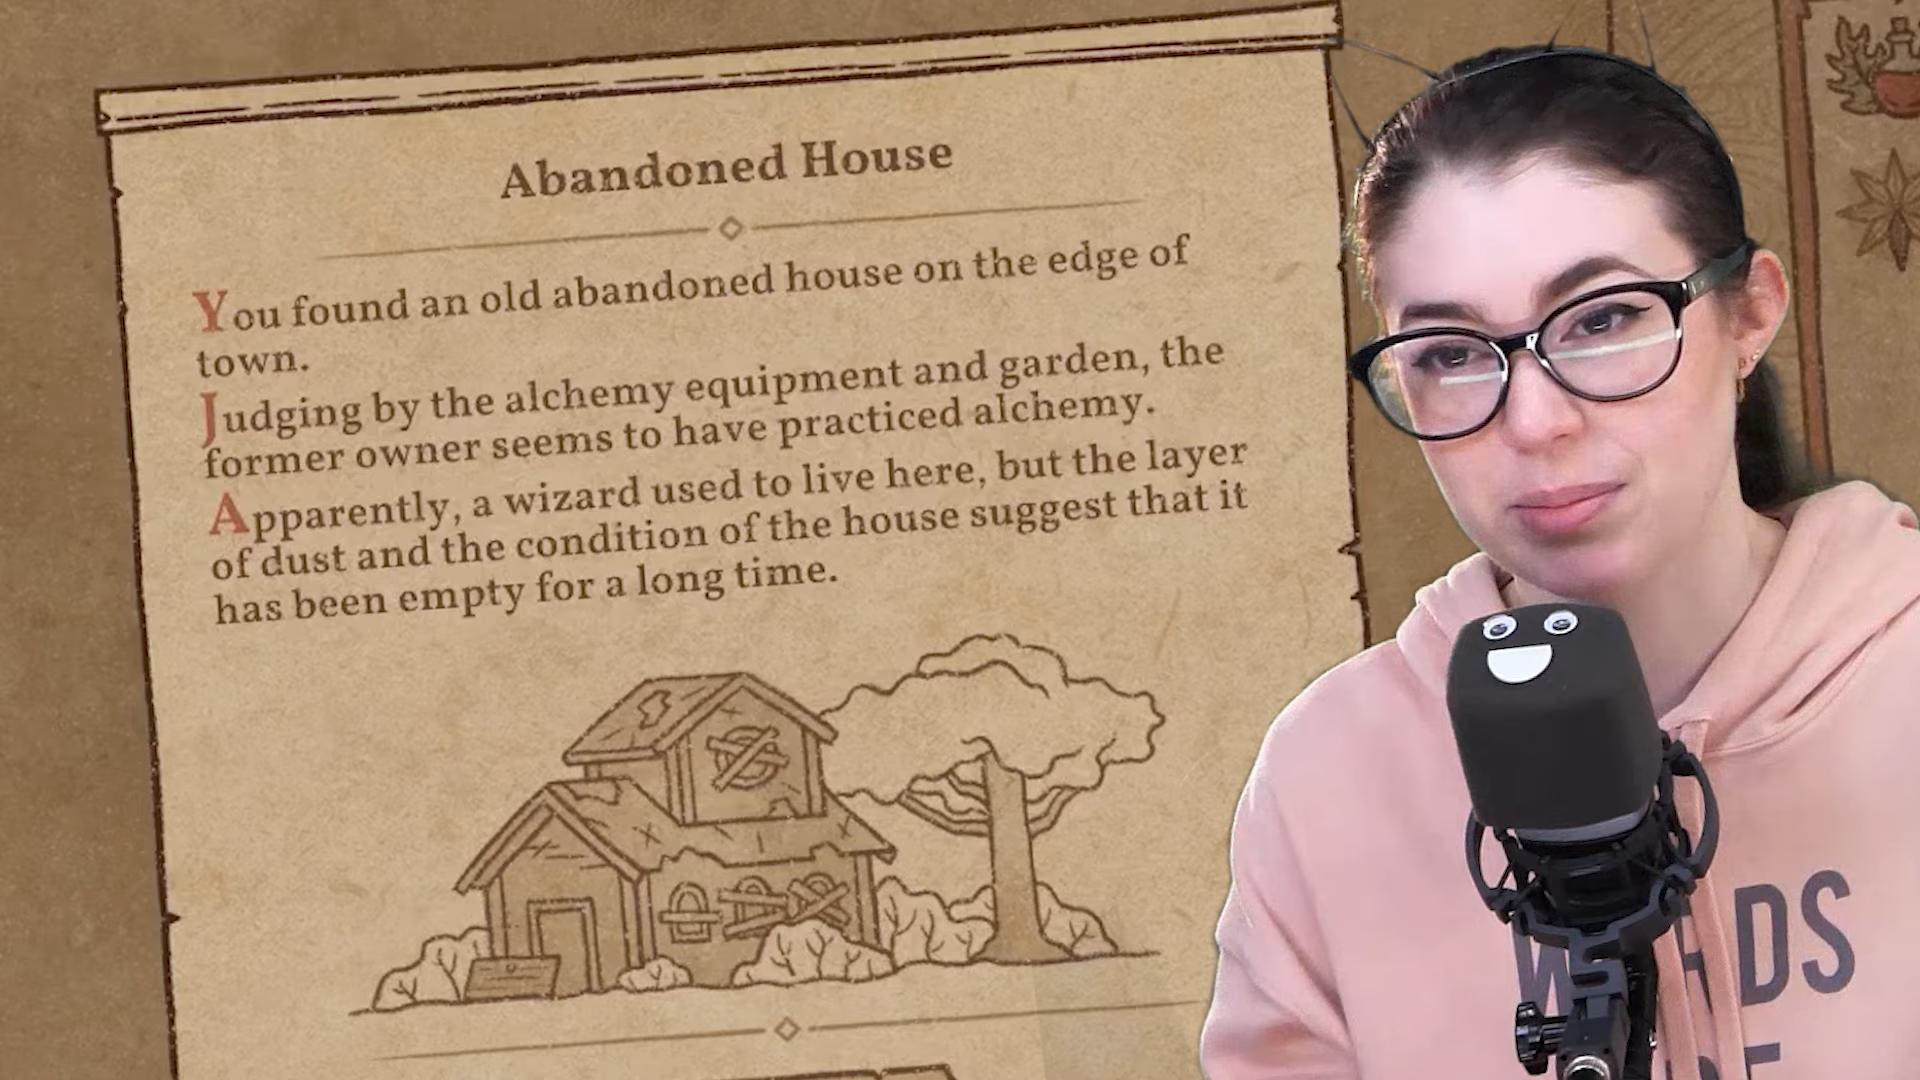 Abandoned House
You found an old abandoned house on the edge of
town.
Judging by the alchemy equipment and garden, the
former owner seems to have practiced alchemy.
Apparently, a wizard used to live here, but the layer
of dust and the condition of the house suggest that it
has been empty for a long time.